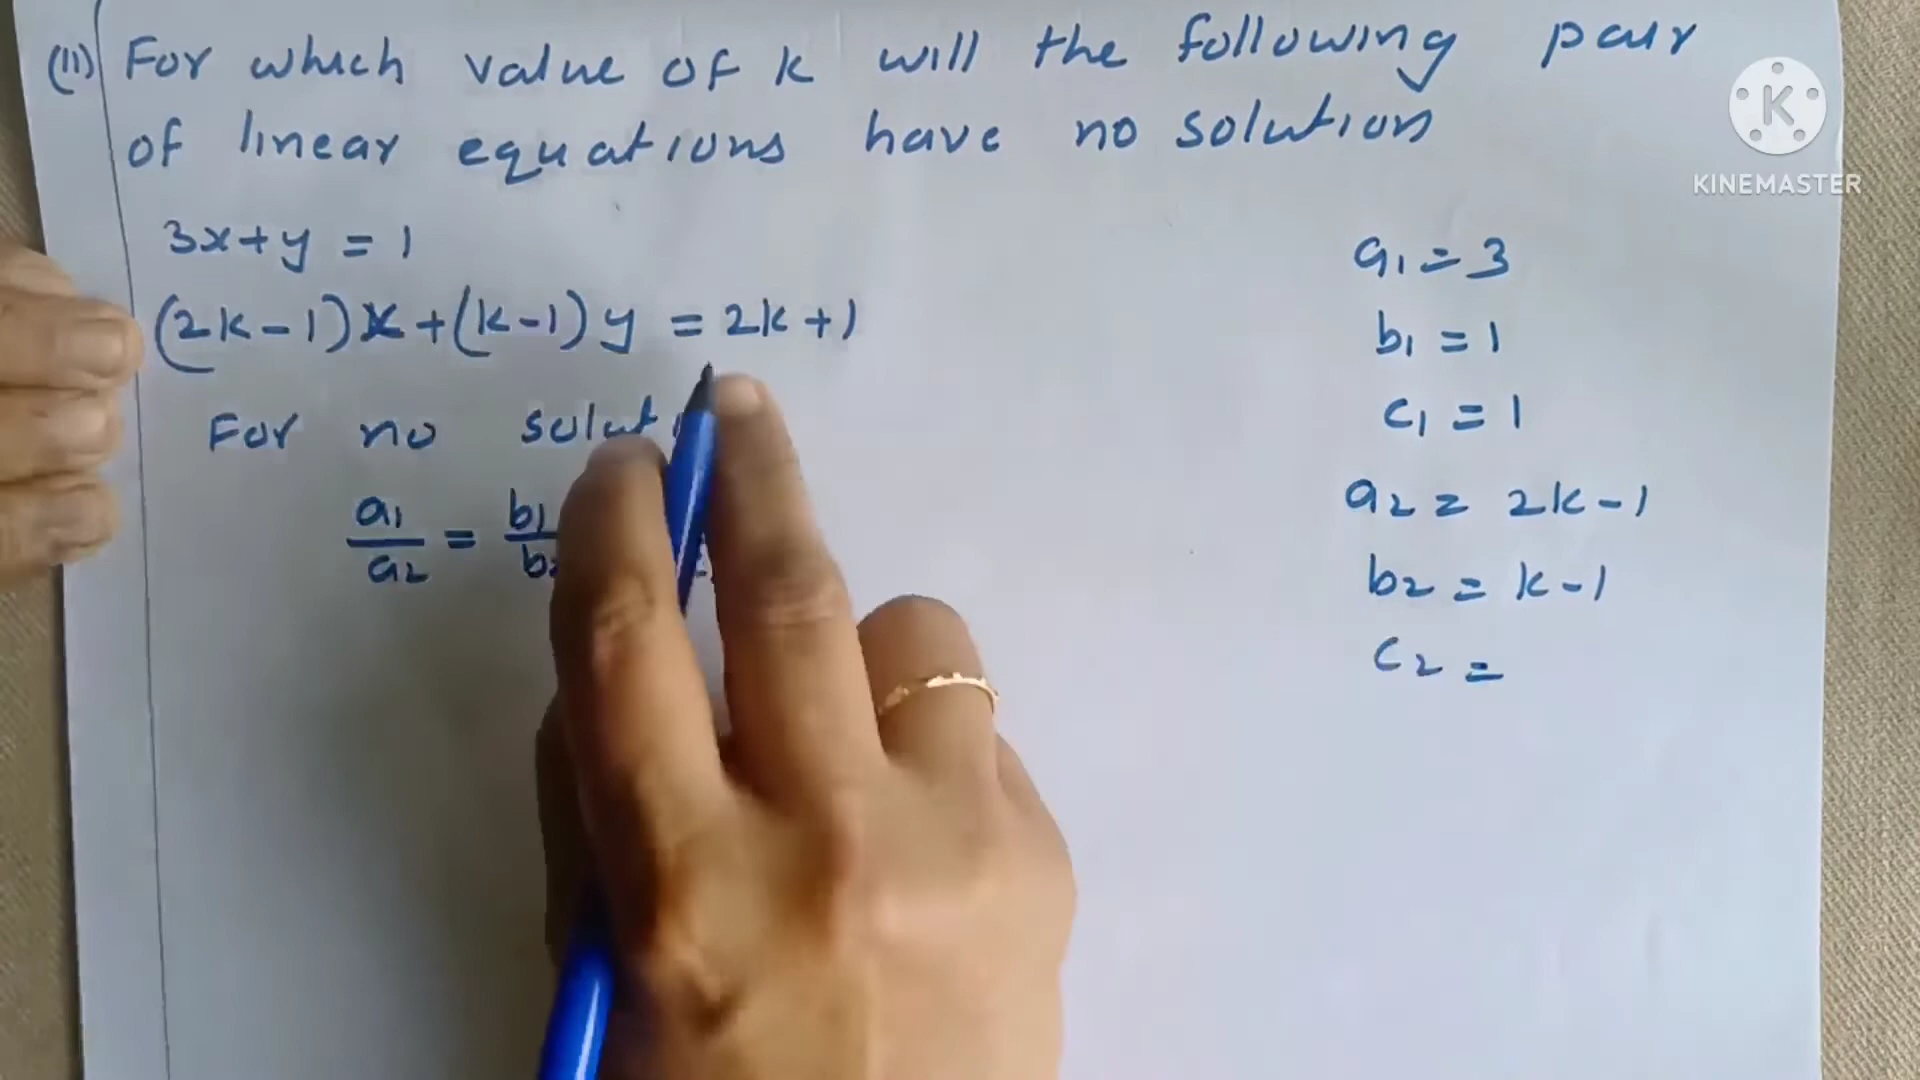 (11) For which value of k will the following pair
of linear equations have no solution
K
KINEMASTER
3x+y = 1
(2k-1)x+(k-1)y = 2k+1
For no
a1/a2 = b1
a1 = 3
b1 = 1
c1 = 1
a2 = 2k-1
b2 = k-1
c2 =